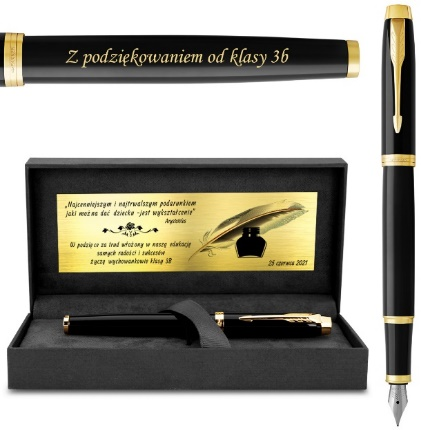 Z podziękowaniem od klasy 3b
„Najcenniejszym i najtrwalszym podarunkiem
jaki można dać dziecku -jest wykształcenie"
Arystoteles
W podzięce za trud włożony w naszą edukację
samych radości i sukcesów
życzą wychowankowie klasy 3B
25 czerwca 2021